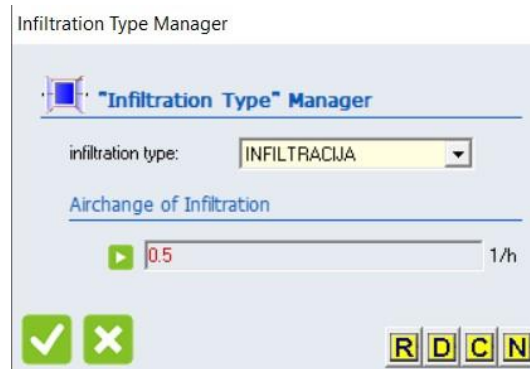 Infiltration Type Manager
"Infiltration Type" Manager
infiltration type: INFILTRACIJA
Airchange of Infiltration
0.5 1/h
R D C N